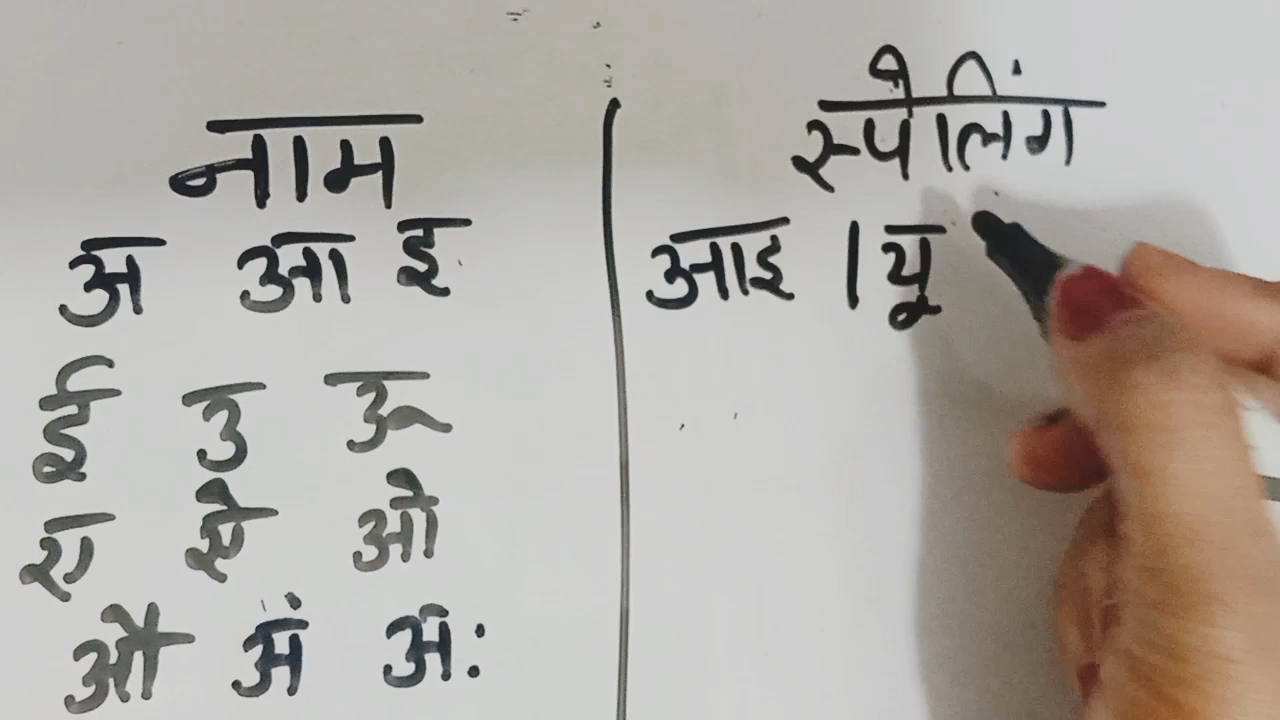 नाम
अ आ इ
ई उ ऊ
ए ऐ ओ
औ अं अः
स्पेलिंग
आइ | यू